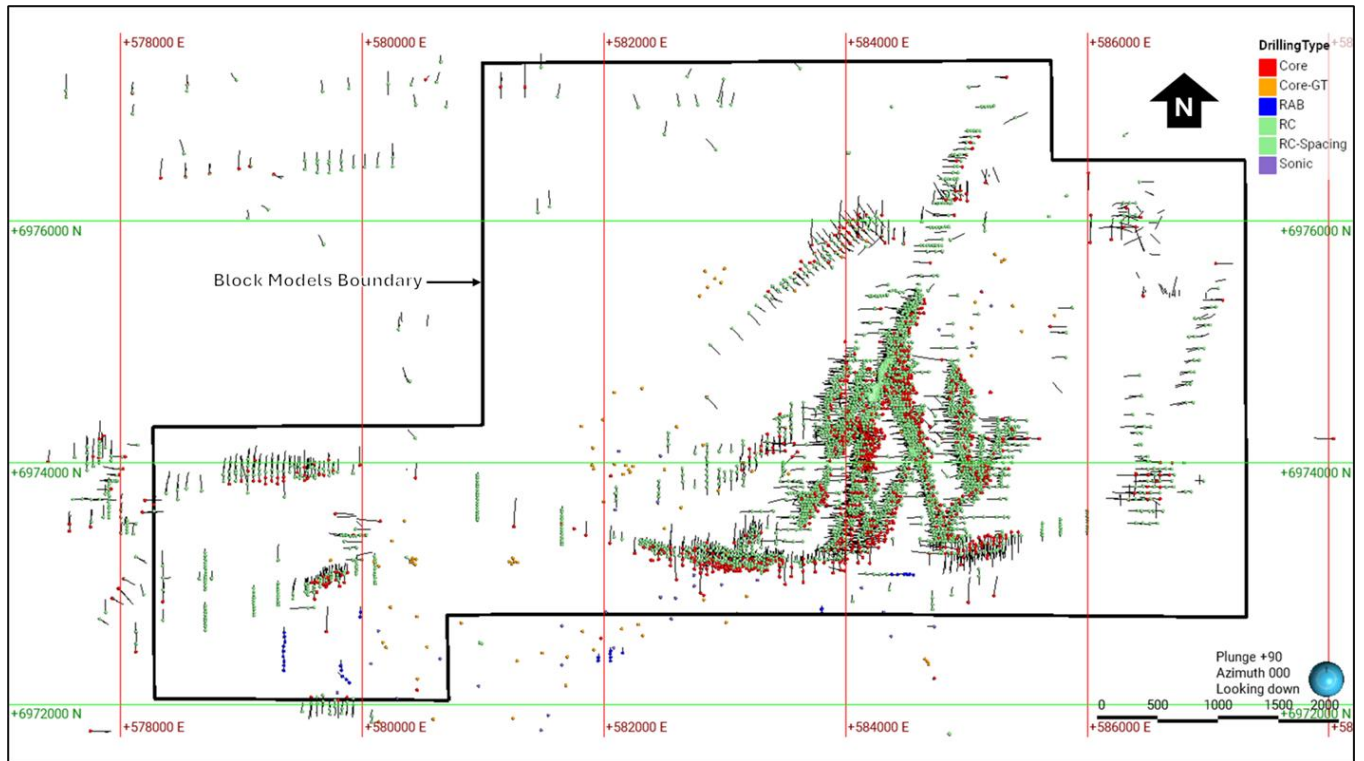 +578000 E
+580000 E
+582000 E
+584000 E
+586000 E
+58
DrillingType
Core
Core-GT
RAB
RC
RC-Spacing
Sonic
N
+6976000 N
+6976000 N
Block Models Boundary
+6974000 N
+6974000 N
Plunge +90
Azimuth 000
Looking down
0 500 1000 1500 2000
+6972000 N
+6972000 N
+578000 E
+580000 E
+582000 E
+584000 E
+586000 E
+58